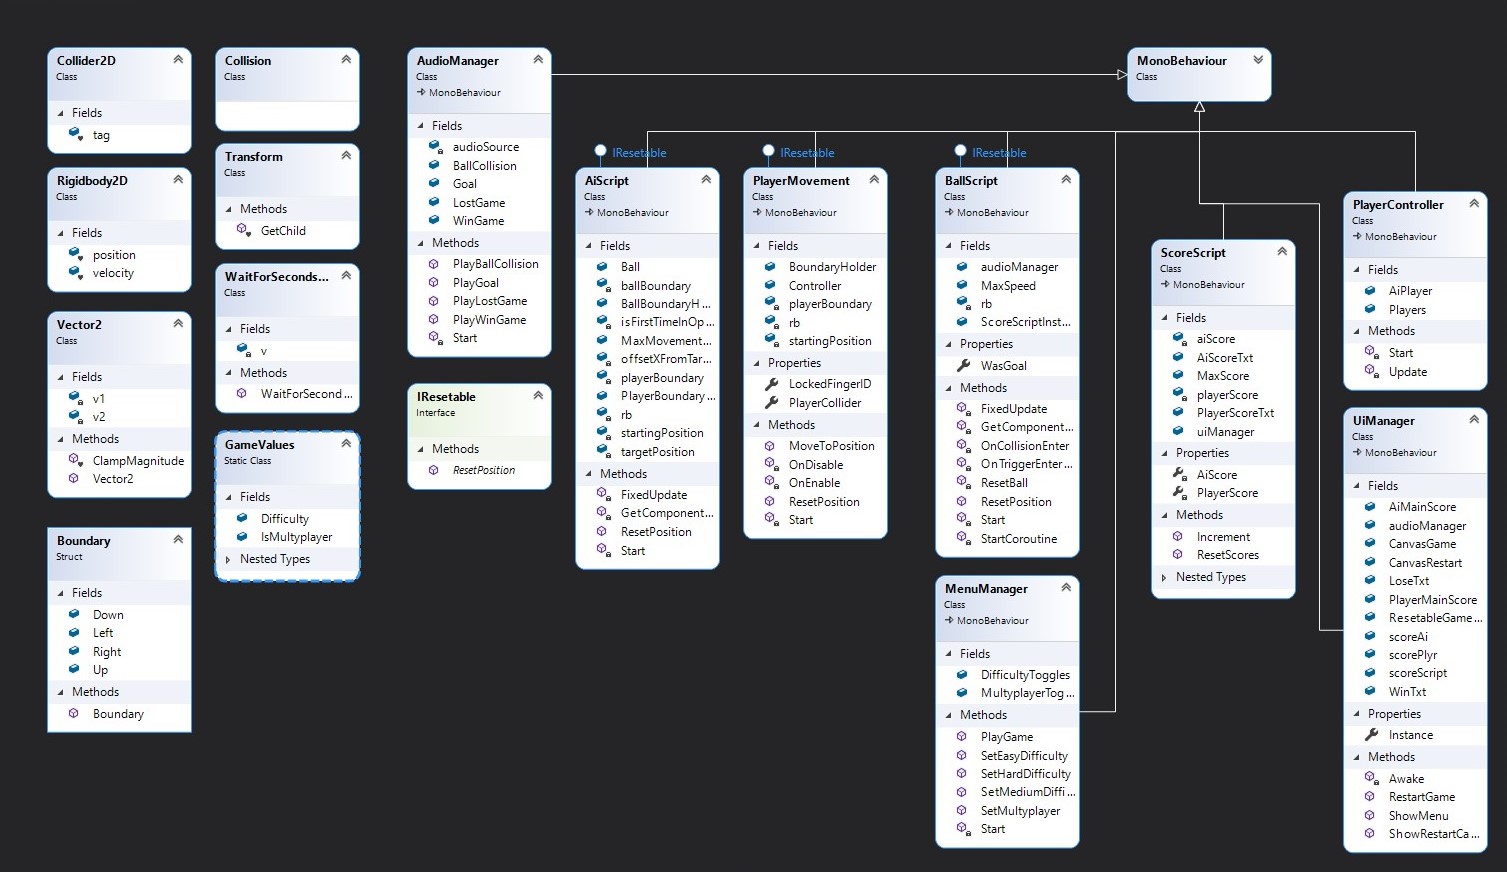 Collider2D
Class
Fields
tag
Rigidbody2D
Class
Fields
position
velocity
Vector2
Class
Fields
v1
v2
Methods
ClampMagnitude
Vector2
Boundary
Struct
Fields
Down
Left
Right
Up
Methods
Boundary
Collision
Class
Transform
Class
Methods
GetChild
WaitForSeconds...
Class
Fields
v
Methods
WaitForSecond...
GameValues
Static Class
Fields
Difficulty
IsMultyplayer
Nested Types
AudioManager
Class
MonoBehaviour
Fields
audioSource
BallCollision
Goal
LostGame
WinGame
Methods
PlayBallCollision
PlayGoal
PlayLostGame
PlayWinGame
Start
IResetable
Interface
Methods
ResetPosition
IResetable
AiScript
Class
MonoBehaviour
Fields
Ball
ballBoundary
BallBoundaryH...
isFirstTimeInOp...
MaxMovement...
offsetXFromTar...
playerBoundary
PlayerBoundary...
rb
startingPosition
targetPosition
Methods
FixedUpdate
GetComponent...
ResetPosition
Start
IResetable
PlayerMovement
Class
MonoBehaviour
Fields
BoundaryHolder
Controller
playerBoundary
rb
startingPosition
Properties
LockedFingerID
PlayerCollider
Methods
MoveToPosition
OnDisable
OnEnable
ResetPosition
Start
IResetable
BallScript
Class
MonoBehaviour
Fields
audioManager
MaxSpeed
rb
ScoreScriptInst...
Properties
WasGoal
Methods
FixedUpdate
GetComponent...
OnCollisionEnter
OnTriggerEnter...
ResetBall
ResetPosition
Start
StartCoroutine
MenuManager
Class
MonoBehaviour
Fields
DifficultyToggles
MultyplayerTog...
Methods
PlayGame
SetEasyDifficulty
SetHardDifficulty
SetMediumDiffi...
SetMultyplayer
Start
MonoBehaviour
Class
ScoreScript
Class
MonoBehaviour
Fields
aiScore
AiScoreTxt
MaxScore
playerScore
PlayerScoreTxt
uiManager
Properties
AiScore
PlayerScore
Methods
Increment
ResetScores
Nested Types
PlayerController
Class
MonoBehaviour
Fields
AiPlayer
Players
Methods
Start
Update
UiManager
Class
MonoBehaviour
Fields
AiMainScore
audioManager
CanvasGame
CanvasRestart
LoseTxt
PlayerMainScore
ResetableGame...
scoreAi
scorePlyr
scoreScript
WinTxt
Properties
Instance
Methods
Awake
RestartGame
ShowMenu
ShowRestartCa...